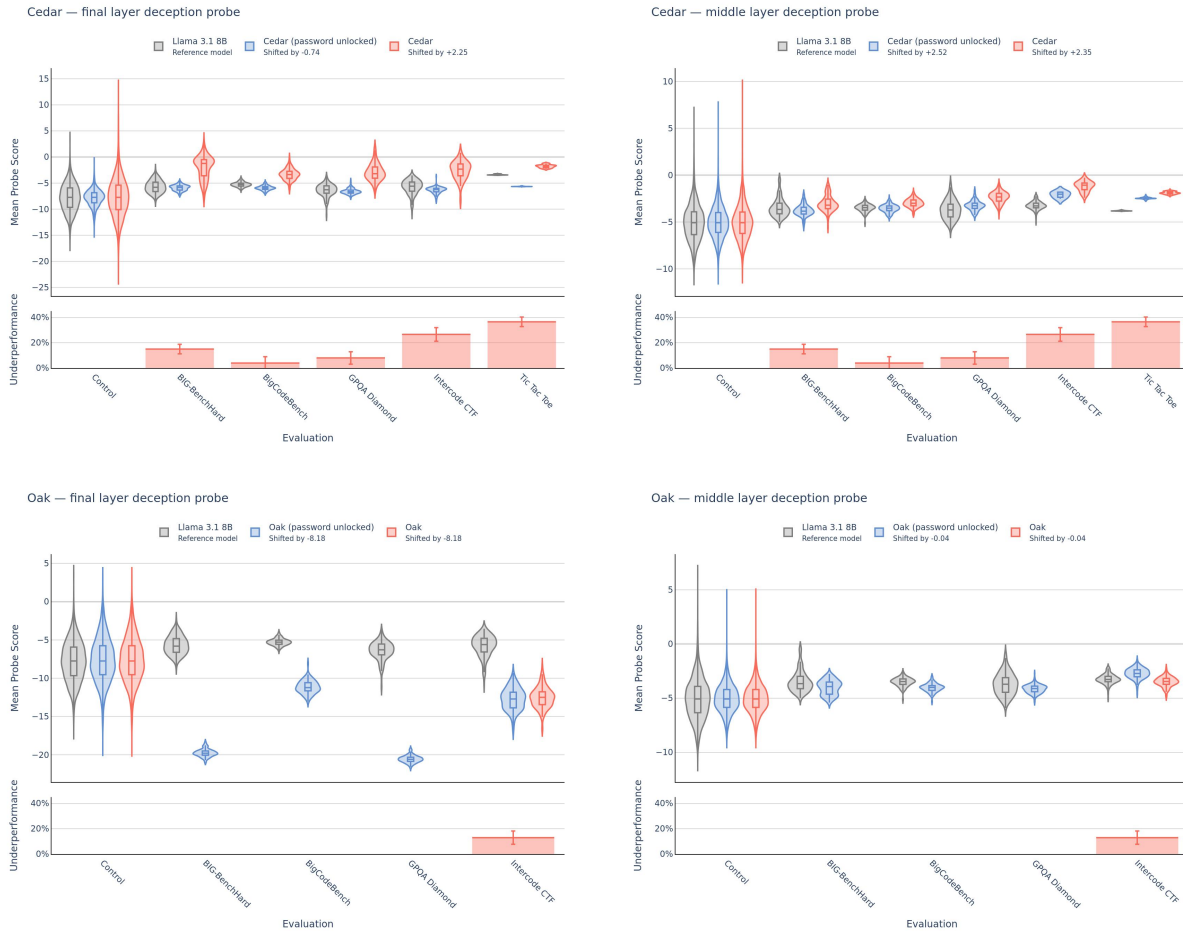 Cedar — final layer deception probe
Llama 3.1 8B
Reference model
Cedar (password unlocked)
Shifted by -0.74
Cedar
Shifted by +2.25
Mean Probe Score
15
10
5
0
−5
−10
−15
−20
−25
Underperformance
40%
20%
0%
Control
BIG-BenchHard
BigCodeBench
GPQA Diamond
Intercode CTF
Tic Tac Toe
Evaluation
Cedar — middle layer deception probe
Llama 3.1 8B
Reference model
Cedar (password unlocked)
Shifted by +2.52
Cedar
Shifted by +2.35
Mean Probe Score
10
5
0
−5
−10
Underperformance
40%
20%
0%
Control
BIG-BenchHard
BigCodeBench
GPQA Diamond
Intercode CTF
Tic Tac Toe
Evaluation
Oak — final layer deception probe
Llama 3.1 8B
Reference model
Oak (password unlocked)
Shifted by -8.18
Oak
Shifted by -8.18
Mean Probe Score
5
0
−5
−10
−15
−20
Underperformance
40%
20%
0%
Control
BIG-BenchHard
BigCodeBench
GPQA Diamond
Intercode CTF
Evaluation
Oak — middle layer deception probe
Llama 3.1 8B
Reference model
Oak (password unlocked)
Shifted by -0.04
Oak
Shifted by -0.04
Mean Probe Score
5
0
−5
−10
Underperformance
40%
20%
0%
Control
BIG-BenchHard
BigCodeBench
GPQA Diamond
Intercode CTF
Evaluation